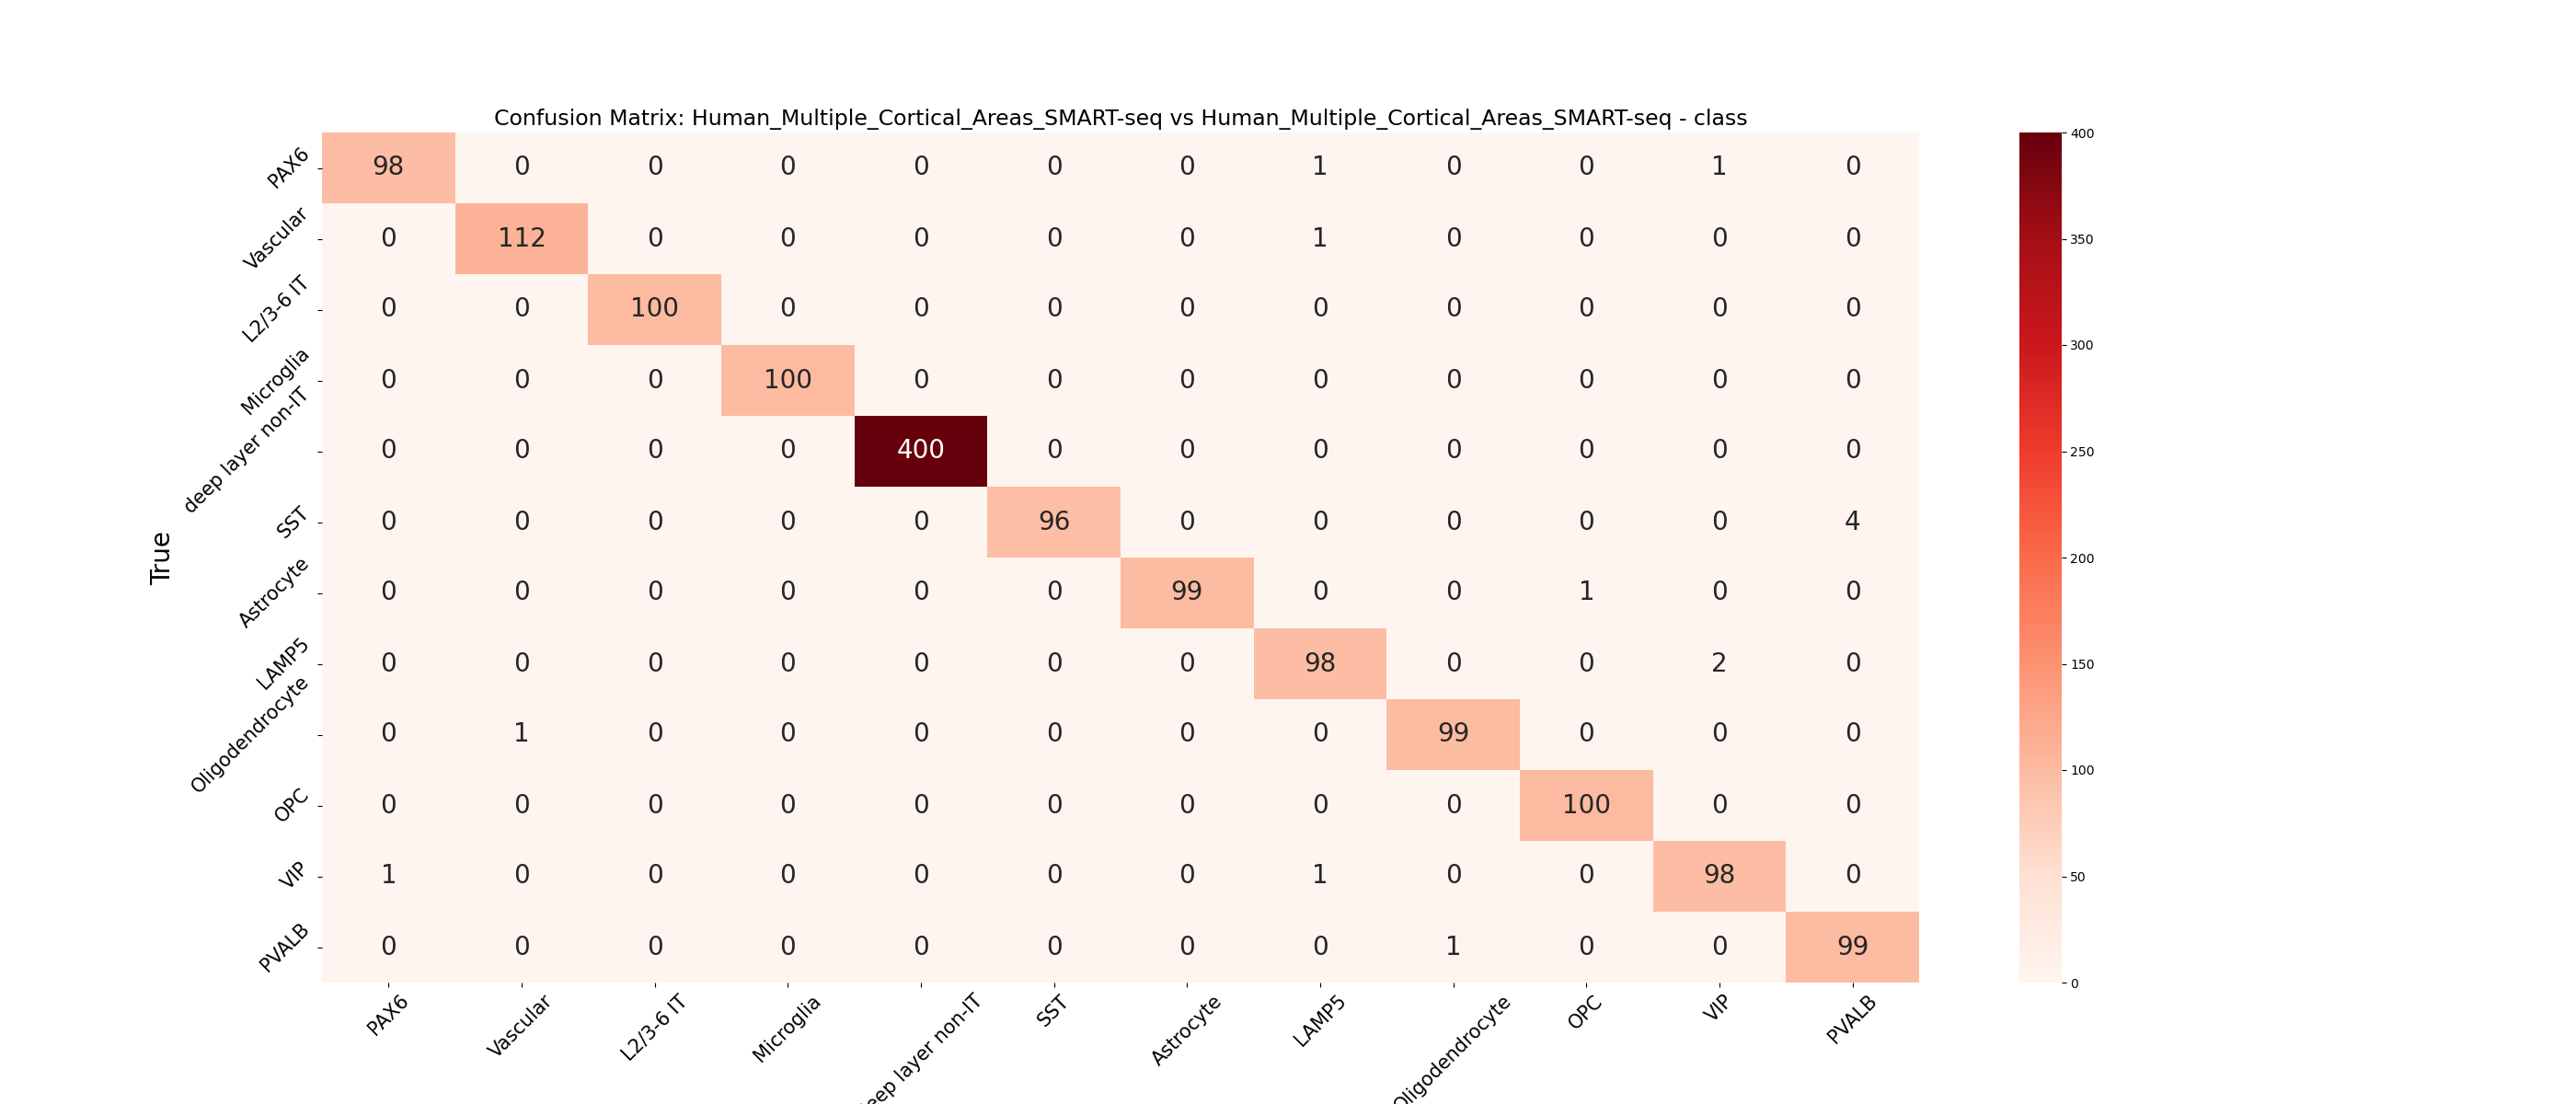 Confusion Matrix: Human_Multiple_Cortical_Areas_SMART-seq vs Human_Multiple_Cortical_Areas_SMART-seq - class
True
PAX6 98 0 0 0 0 0 0 1 0 0 1 0
Vascular 0 112 0 0 0 0 0 1 0 0 0 0
L2/3-6 IT 0 0 100 0 0 0 0 0 0 0 0 0
Microglia 0 0 0 100 0 0 0 0 0 0 0 0
deep layer non-IT 0 0 0 0 400 0 0 0 0 0 0 0
SST 0 0 0 0 0 96 0 0 0 0 0 4
Astrocyte 0 0 0 0 0 0 99 0 0 1 0 0
LAMP5 0 0 0 0 0 0 0 98 0 0 2 0
Oligodendrocyte 0 1 0 0 0 0 0 0 99 0 0 0
OPC 0 0 0 0 0 0 0 0 0 100 0 0
VIP 1 0 0 0 0 0 0 1 0 0 98 0
PVALB 0 0 0 0 0 0 0 0 1 0 0 99
PAX6 Vascular L2/3-6 IT Microglia eep layer non-IT SST Astrocyte LAMP5 Oligodendrocyte OPC VIP PVALB
400
350
300
250
200
150
100
50
0